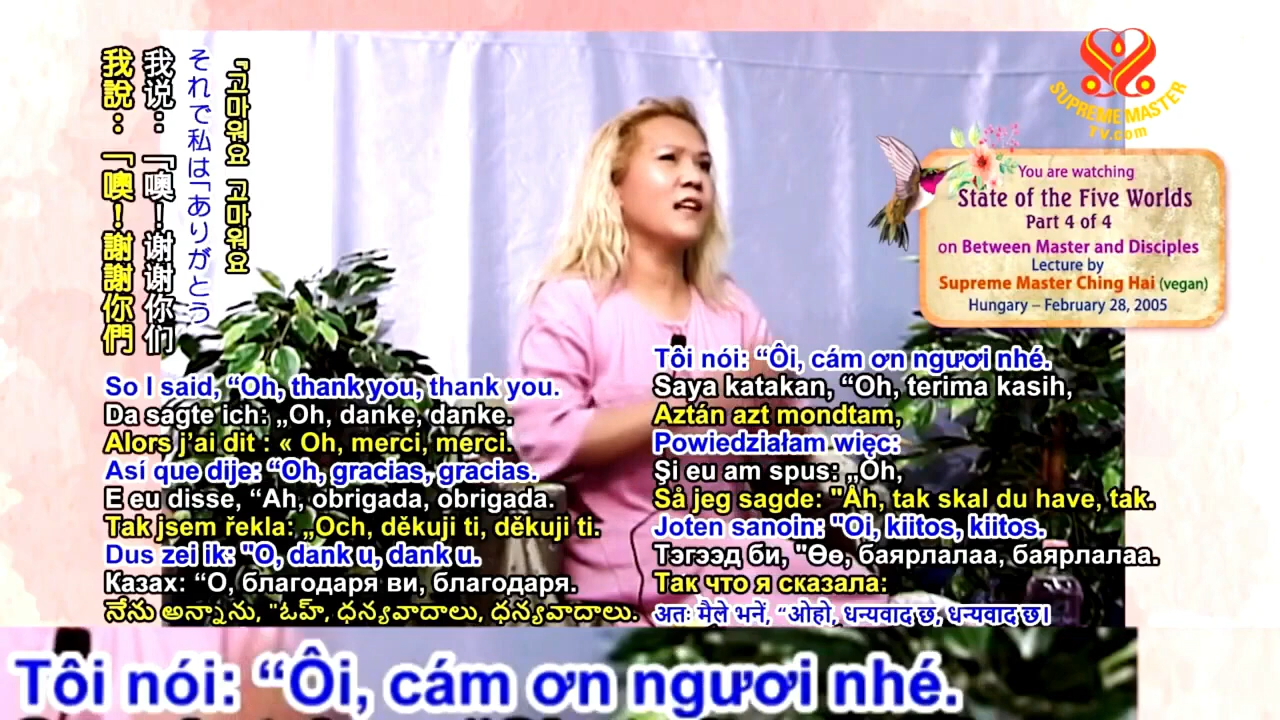 我說：「噢！謝謝你們
我说：「噢！谢谢你们
それで私は「ありがとう
「고마워요 고마워요
SUPREME MASTER
TV.com
You are watching
State of the Five Worlds
Part 4 of 4
on Between Master and Disciples
Lecture by
Supreme Master Ching Hai (vegan)
Hungary – February 28, 2005
So I said, “Oh, thank you, thank you.
Da sagte ich: „Oh, danke, danke.
Alors j’ai dit : « Oh, merci, merci.
Así que dije: “Oh, gracias, gracias.
E eu disse, “Ah, obrigada, obrigada.
Tak jsem řekla: „Och, děkuji ti, děkuji ti.
Dus zei ik: "O, dank u, dank u.
Казах: “О, благодаря ви, благодаря.
నేను అన్నాను, "ఓహ్, ధన్యవాదాలు, ధన్యవాదాలు.
Tôi nói: “Ôi, cám ơn ngươi nhé.
Saya katakan, “Oh, terima kasih,
Aztán azt mondtam,
Powiedziałam więc:
Şi eu am spus: „Oh,
Så jeg sagde: "Åh, tak skal du have, tak.
Joten sanoin: "Oi, kiitos, kiitos.
Тэгээд би, "Өө, баярлалаа, баярлалаа.
Так что я сказала:
अतः मैले भनें, “ओहो, धन्यवाद छ, धन्यवाद छ।
Tôi nói: “Ôi, cám ơn ngươi nhé.